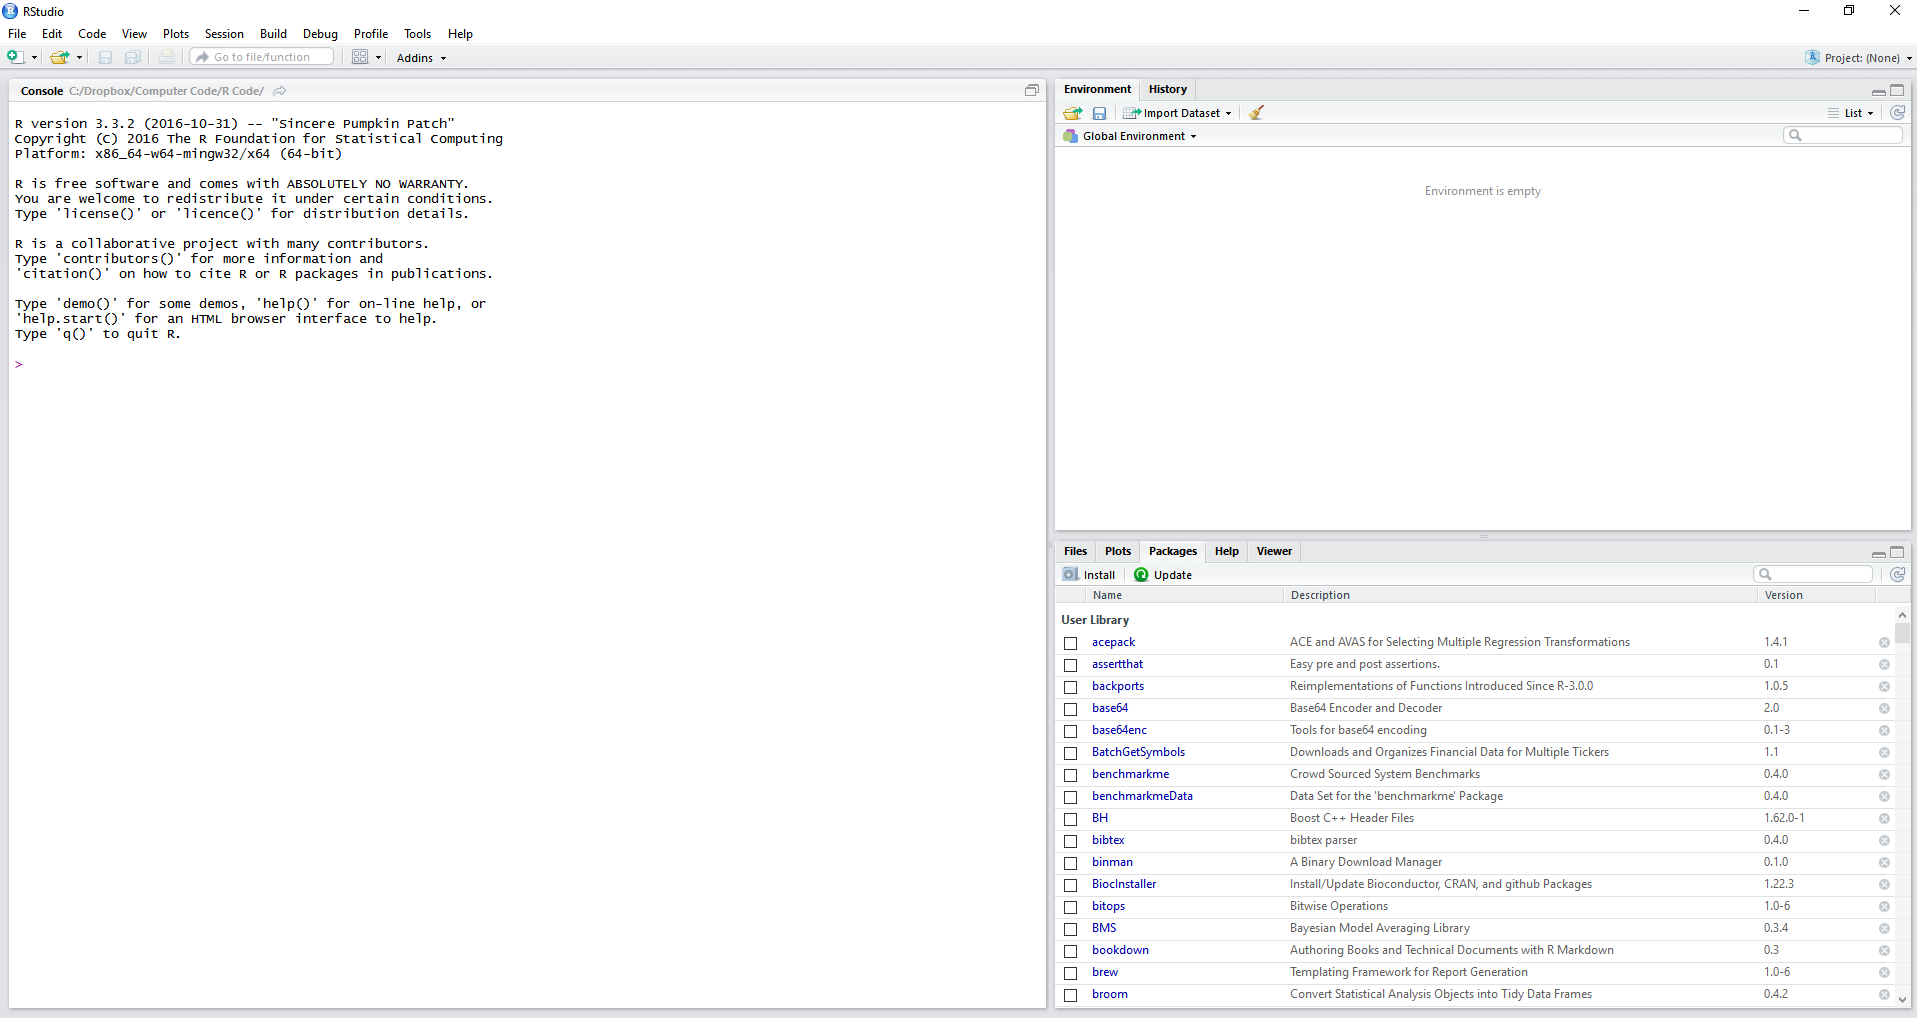 RStudio
File Edit Code View Plots Session Build Debug Profile Tools Help
Go to file/function Addins Project: (None)
Console C:/Dropbox/Computer Code/R Code/
R version 3.3.2 (2016-10-31) -- "Sincere Pumpkin Patch"
Copyright (C) 2016 The R Foundation for Statistical Computing
Platform: x86_64-w64-mingw32/x64 (64-bit)
R is free software and comes with ABSOLUTELY NO WARRANTY.
You are welcome to redistribute it under certain conditions.
Type 'license()' or 'licence()' for distribution details.
R is a collaborative project with many contributors.
Type 'contributors()' for more information and
'citation()' on how to cite R or R packages in publications.
Type 'demo()' for some demos, 'help()' for on-line help, or
'help.start()' for an HTML browser interface to help.
Type 'q()' to quit R.
>
Environment History
Import Dataset List
Global Environment
Environment is empty
Files Plots Packages Help Viewer
Install Update
Name Description Version
User Library
acepack ACE and AVAS for Selecting Multiple Regression Transformations 1.4.1
assertthat Easy pre and post assertions. 0.1
backports Reimplementations of Functions Introduced Since R-3.0.0 1.0.5
base64 Base64 Encoder and Decoder 2.0
base64enc Tools for base64 encoding 0.1-3
BatchGetSymbols Downloads and Organizes Financial Data for Multiple Tickers 1.1
benchmarkme Crowd Sourced System Benchmarks 0.4.0
benchmarkmeData Data Set for the 'benchmarkme' Package 0.4.0
BH Boost C++ Header Files 1.62.0-1
bibtex bibtex parser 0.4.0
binman A Binary Download Manager 0.1.0
BiocInstaller Install/Update Bioconductor, CRAN, and github Packages 1.22.3
bitops Bitwise Operations 1.0-6
BMS Bayesian Model Averaging Library 0.3.4
bookdown Authoring Books and Technical Documents with R Markdown 0.3
brew Templating Framework for Report Generation 1.0-6
broom Convert Statistical Analysis Objects into Tidy Data Frames 0.4.2